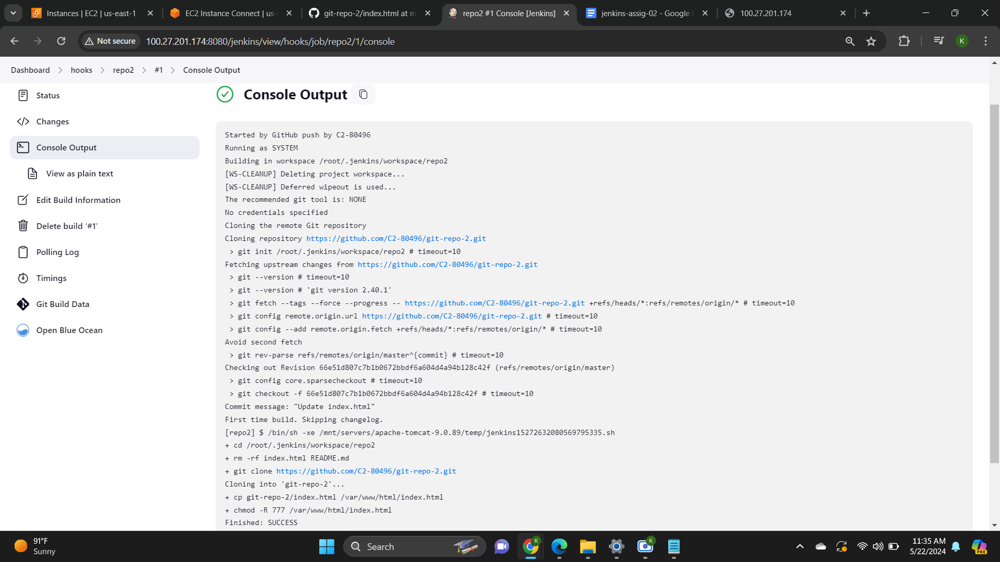 Instances | EC2 | us-east-1
EC2 Instance Connect | us-
git-repo-2/index.html at m
repo2 #1 Console [Jenkins]
jenkins-assig-02 - Google
100.27.201.174
Not secure
100.27.201.174:8080/jenkins/view/hooks/job/repo2/1/console
K
Dashboard
hooks
repo2
#1
Console Output
Status
Changes
Console Output
View as plain text
Edit Build Information
Delete build ‘#1’
Polling Log
Timings
Git Build Data
Open Blue Ocean
Console Output
Started by GitHub push by C2-80496
Running as SYSTEM
Building in workspace /root/.jenkins/workspace/repo2
[WS-CLEANUP] Deleting project workspace...
[WS-CLEANUP] Deferred wipeout is used...
The recommended git tool is: NONE
No credentials specified
Cloning the remote Git repository
Cloning repository https://github.com/C2-80496/git-repo-2.git
> git init /root/.jenkins/workspace/repo2 # timeout=10
Fetching upstream changes from https://github.com/C2-80496/git-repo-2.git
> git --version # timeout=10
> git --version # 'git version 2.40.1'
> git fetch --tags --force --progress -- https://github.com/C2-80496/git-repo-2.git +refs/heads/*:refs/remotes/origin/* # timeout=10
> git config remote.origin.url https://github.com/C2-80496/git-repo-2.git # timeout=10
> git config --add remote.origin.fetch +refs/heads/*:refs/remotes/origin/* # timeout=10
Avoid second fetch
> git rev-parse refs/remotes/origin/master^{commit} # timeout=10
Checking out Revision 66e51d807c7b1b0672bbdf6a604d4a94b128c42f (refs/remotes/origin/master)
> git config core.sparsecheckout # timeout=10
> git checkout -f 66e51d807c7b1b0672bbdf6a604d4a94b128c42f # timeout=10
Commit message: "Update index.html"
First time build. Skipping changelog.
[repo2] $ /bin/sh -xe /mnt/servers/apache-tomcat-9.0.89/temp/jenkins15272632080569795335.sh
+ cd /root/.jenkins/workspace/repo2
+ rm -rf index.html README.md
+ git clone https://github.com/C2-80496/git-repo-2.git
Cloning into 'git-repo-2'...
+ cp git-repo-2/index.html /var/www/html/index.html
+ chmod -R 777 /var/www/html/index.html
Finished: SUCCESS
91°F
Sunny
Search
K
K
11:35 AM
5/22/2024
PRE